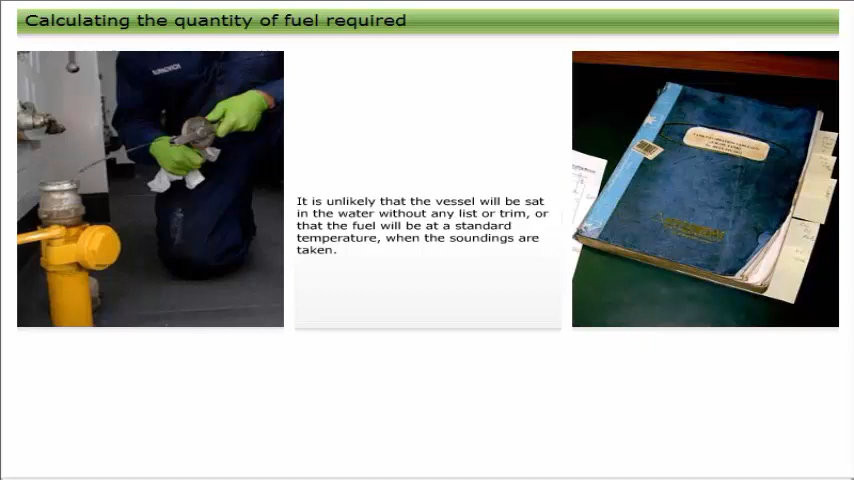 Calculating the quantity of fuel required
It is unlikely that the vessel will be sat
in the water without any list or trim, or
that the fuel will be at a standard
temperature, when the soundings are
taken.